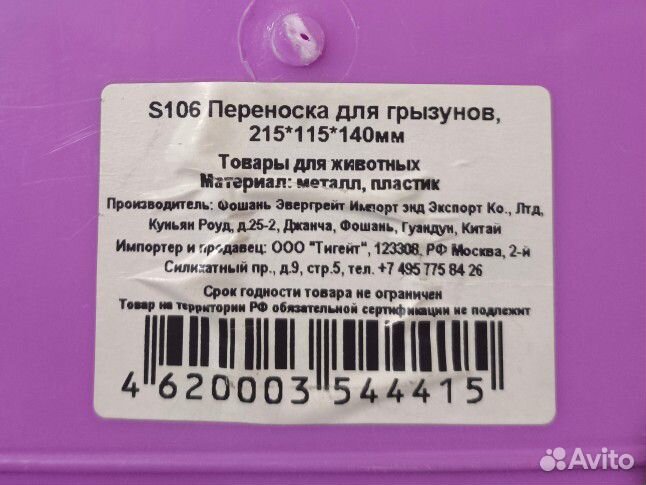 S106 Переноска для грызунов,
215*115*140мм
Товары для животных
Материал: металл, пластик
Производитель: Фошань Эвергрейт Импорт энд Экспорт Ко., Лтд,
Куньян Роуд, д.25-2, Джанча, Фошань, Гуандун, Китай
Импортер и продавец: ООО "Тигейт", 123308, РФ Москва, 2-й
Силикатный пр., д.9, стр.5, тел. +7 495 775 84 26
Срок годности товара не ограничен
Товар на территории РФ обязательной сертификации не подлежит
4 620003 544415
Avito